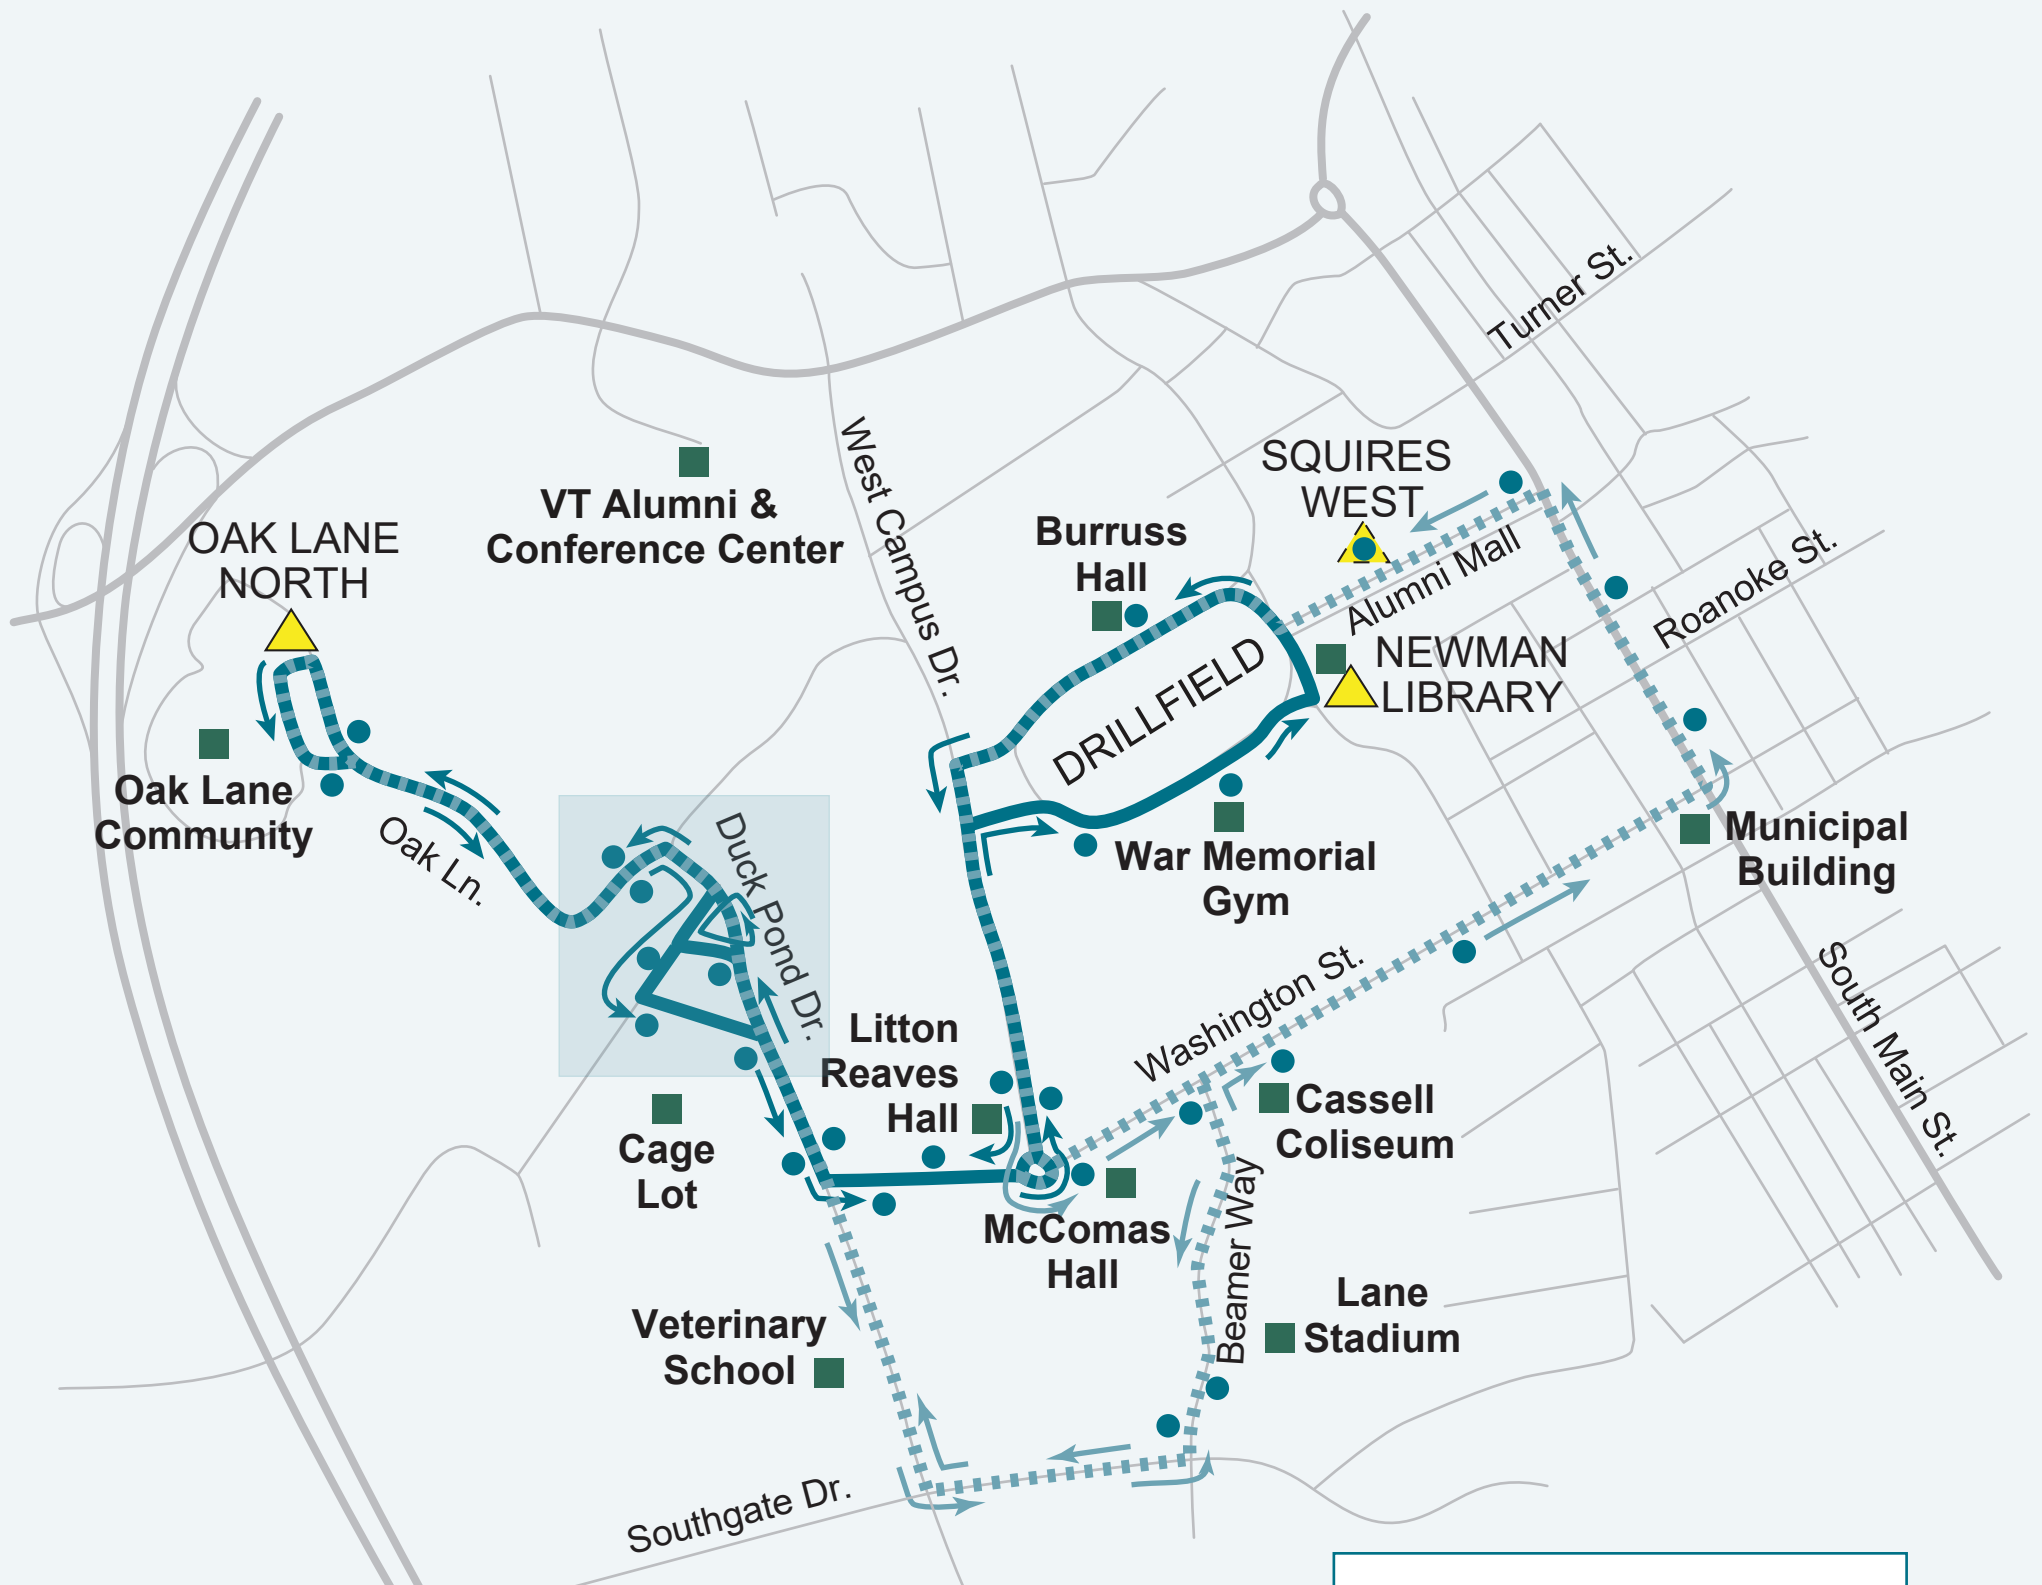 Turner St.
West Campus Dr.
SQUIRES
WEST
VT Alumni &
Conference Center
OAK LANE
NORTH
Burruss
Hall
Alumni Mall
Roanoke St.
NEWMAN
LIBRARY
DRILLFIELD
Oak Lane
Community
Oak Ln.
Duck Pond Dr.
War Memorial
Gym
Municipal
Building
Washington St.
South Main St.
Litton
Reaves
Hall
Cage
Lot
Cassell
Coliseum
McComas
Hall
Beamer Way
Veterinary
School
Lane
Stadium
Southgate Dr.